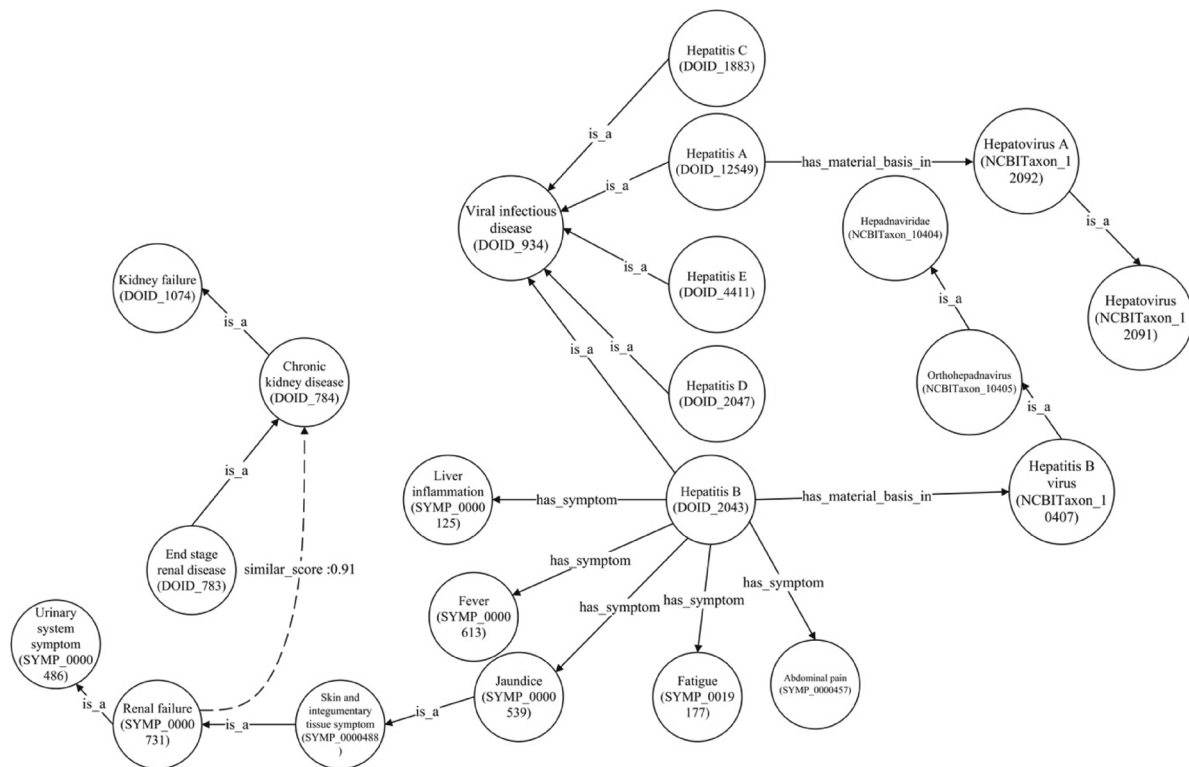 Hepatitis C
(DOID_1883)
is_a
Hepatitis A
(DOID_12549)
has_material_basis_in
Hepatovirus A
(NCBITaxon_1
2092)
is_a
is_a
Viral infectious
disease
(DOID_934)
Hepadnaviridae
(NCBITaxon_10404)
Hepatitis E
(DOID_4411)
is_a
is_a
Hepatovirus
(NCBITaxon_1
2091)
Kidney failure
(DOID_1074)
is_a
is_a
is_a
Chronic
kidney disease
(DOID_784)
Hepatitis D
(DOID_2047)
Orthohepadnavirus
(NCBITaxon_10405)
is_a
is_a
Liver
inflammation
(SYMP_0000
125)
has_symptom
Hepatitis B
(DOID_2043)
has_material_basis_in
Hepatitis B
virus
(NCBITaxon_1
0407)
End stage
renal disease
(DOID_783)
similar_score :0.91
has_symptom
has_symptom
has_symptom
has_symptom
Fever
(SYMP_0000
613)
Urinary
system
symptom
(SYMP_0000
486)
is_a
Renal failure
(SYMP_0000
731)
is_a
Skin and
integumentary
tissue symptom
(SYMP_0000488
)
is_a
Jaundice
(SYMP_0000
539)
Fatigue
(SYMP_0019
177)
Abdominal pain
(SYMP_0000457)